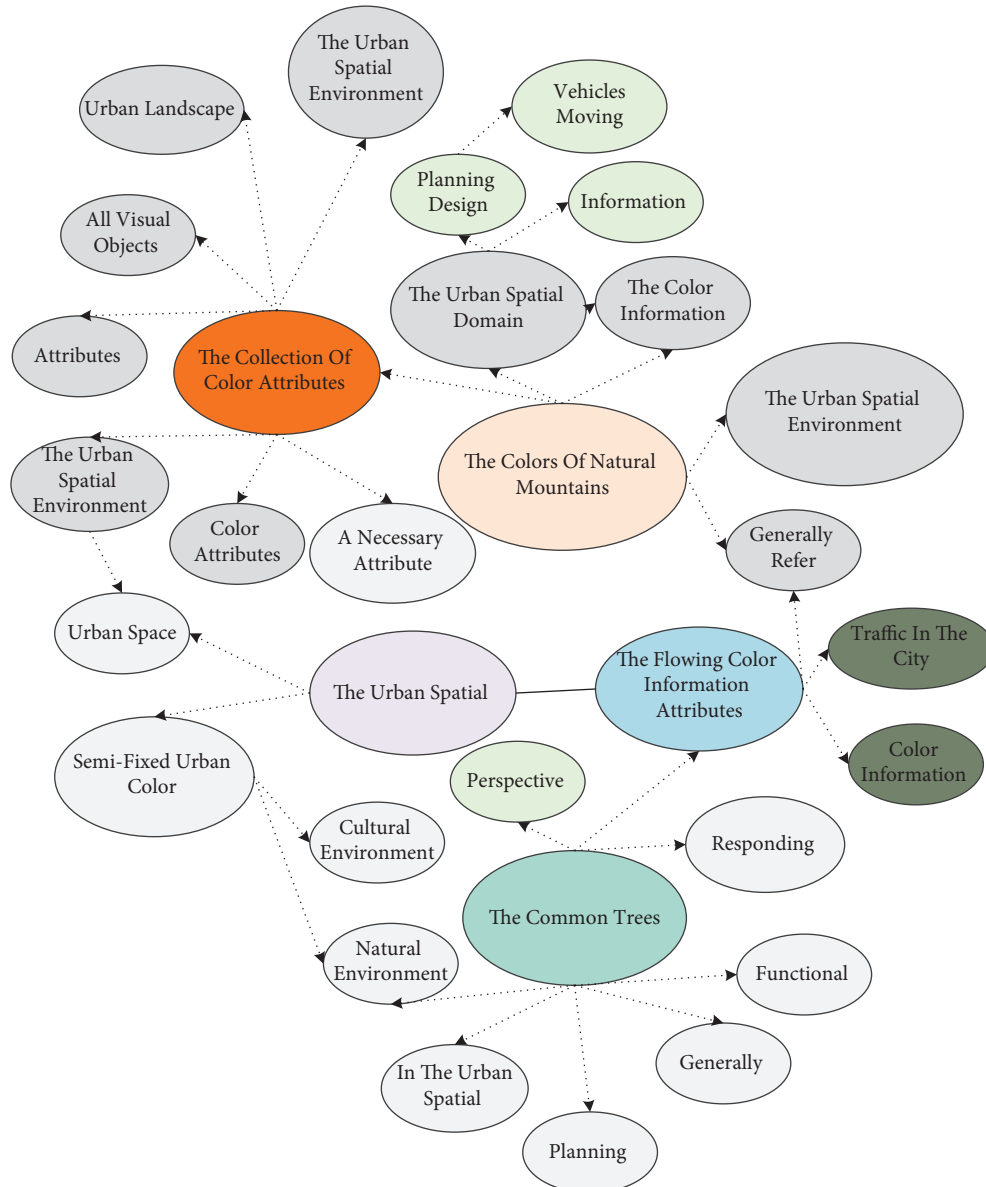 The Urban
Spatial
Environment
Urban Landscape
Vehicles
Moving
Planning
Design
Information
All Visual
Objects
The Urban Spatial
Domain
The Color
Information
Attributes
The Collection Of
Color Attributes
The Urban Spatial
Environment
The Colors Of Natural
Mountains
The Urban
Spatial
Environment
Color
Attributes
A Necessary
Attribute
Generally
Refer
Urban Space
The Urban Spatial
The Flowing Color
Information
Attributes
Traffic In The
City
Semi-Fixed Urban
Color
Perspective
Color
Information
Cultural
Environment
Responding
The Common Trees
Natural
Environment
Functional
In The Urban
Spatial
Generally
Planning